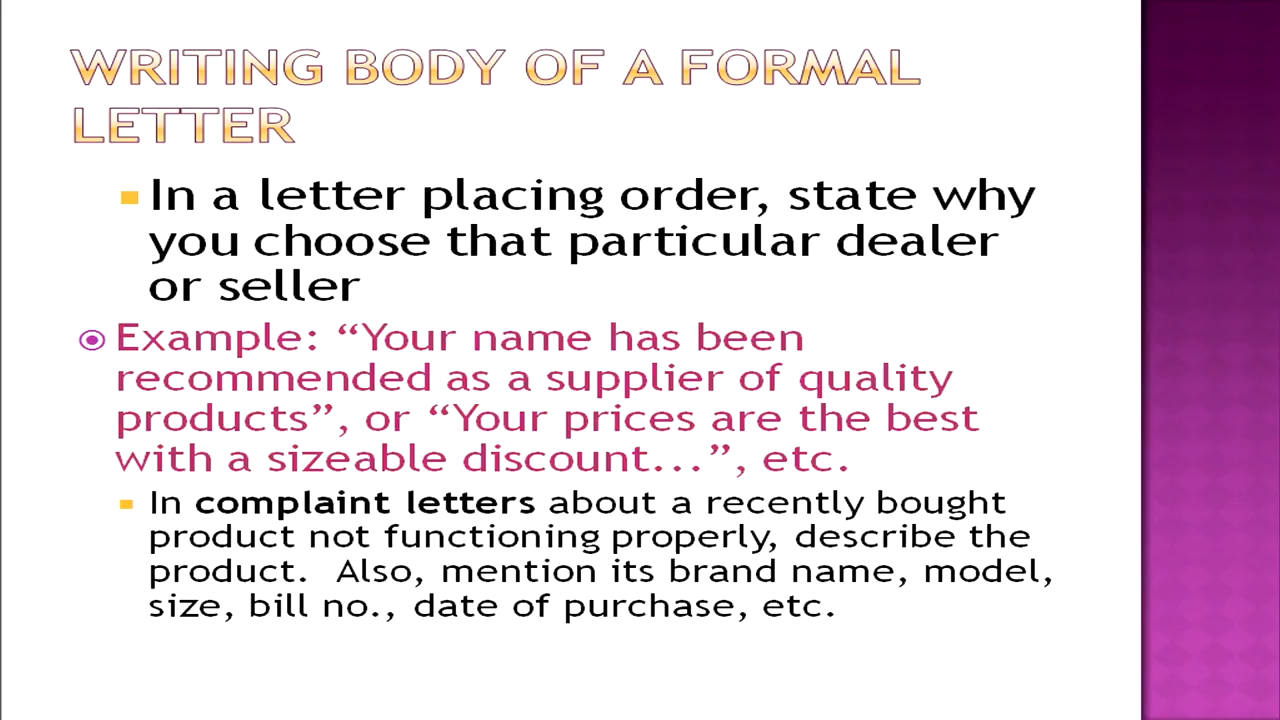 WRITING BODY OF A FORMAL
LETTER
In a letter placing order, state why
you choose that particular dealer
or seller
Example: “Your name has been
recommended as a supplier of quality
products”, or “Your prices are the best
with a sizeable discount...”, etc.
In complaint letters about a recently bought
product not functioning properly, describe the
product. Also, mention its brand name, model,
size, bill no., date of purchase, etc.